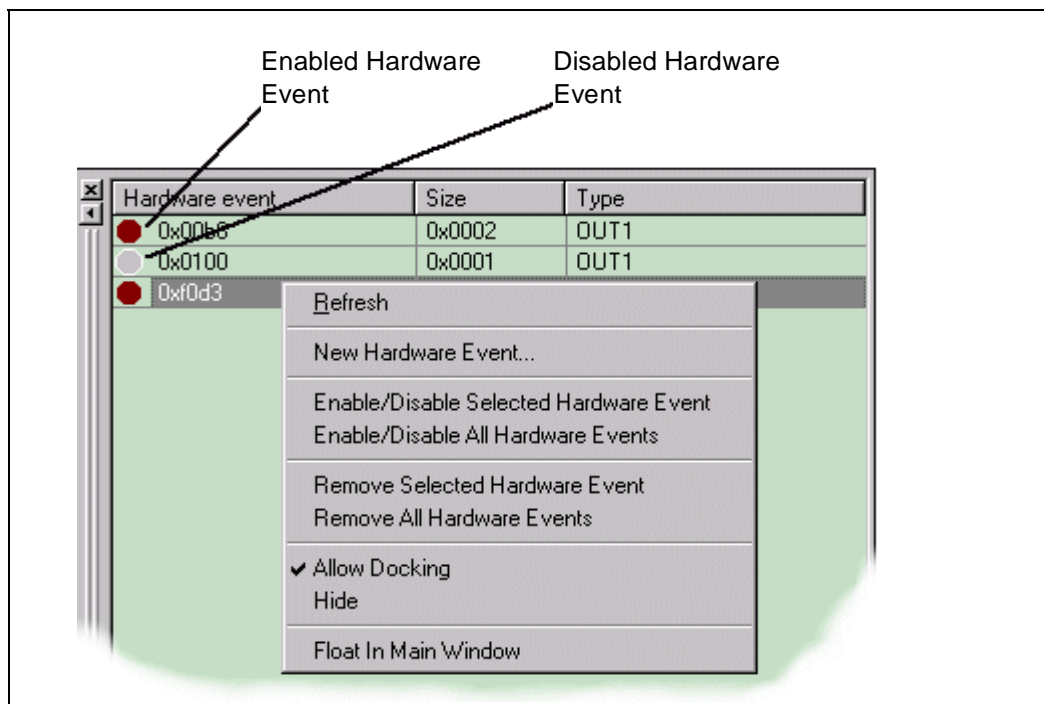 Enabled Hardware
Event
Disabled Hardware
Event
Hardware event Size Type
0x0002 OUT1
0x0100 0x0001 OUT1
0xf0d3
Refresh
New Hardware Event...
Enable/Disable Selected Hardware Event
Enable/Disable All Hardware Events
Remove Selected Hardware Event
Remove All Hardware Events
Allow Docking
Hide
Float In Main Window